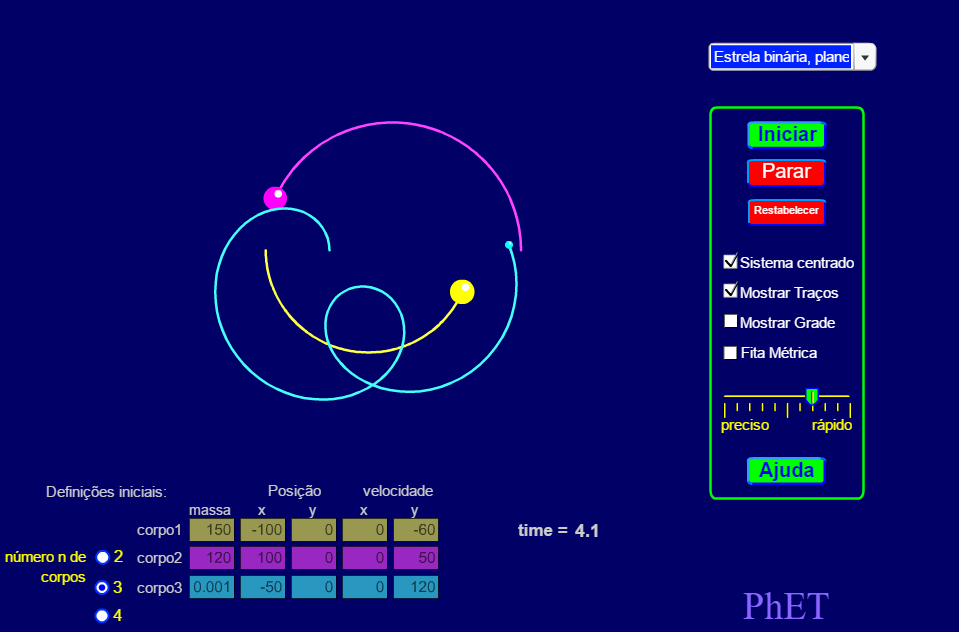 Estrela binária, plane
Iniciar
Parar
Restabelecer
Sistema centrado
Mostrar Traços
Mostrar Grade
Fita Métrica
preciso rápido
Ajuda
Definições iniciais: Posição velocidade
massa x y x y
corpo1 150 -100 0 0 -60
time = 4.1
número n de corpos
2 corpo2 120 100 0 0 50
3 corpo3 0.001 -50 0 0 120
4
PhET